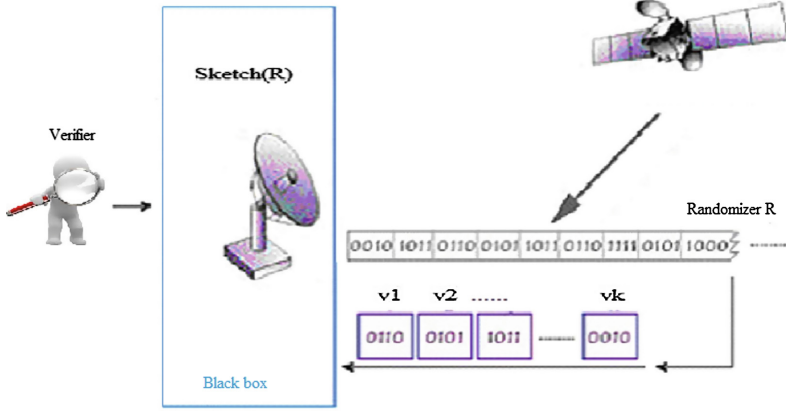 Sketch(R)
Verifier
Randomizer R
0010 1011 0110 0101 1011 0110 1111 0101 1000 ........
v1 v2 ...... vk
0110 0101 1011 ........ 0010
Black box